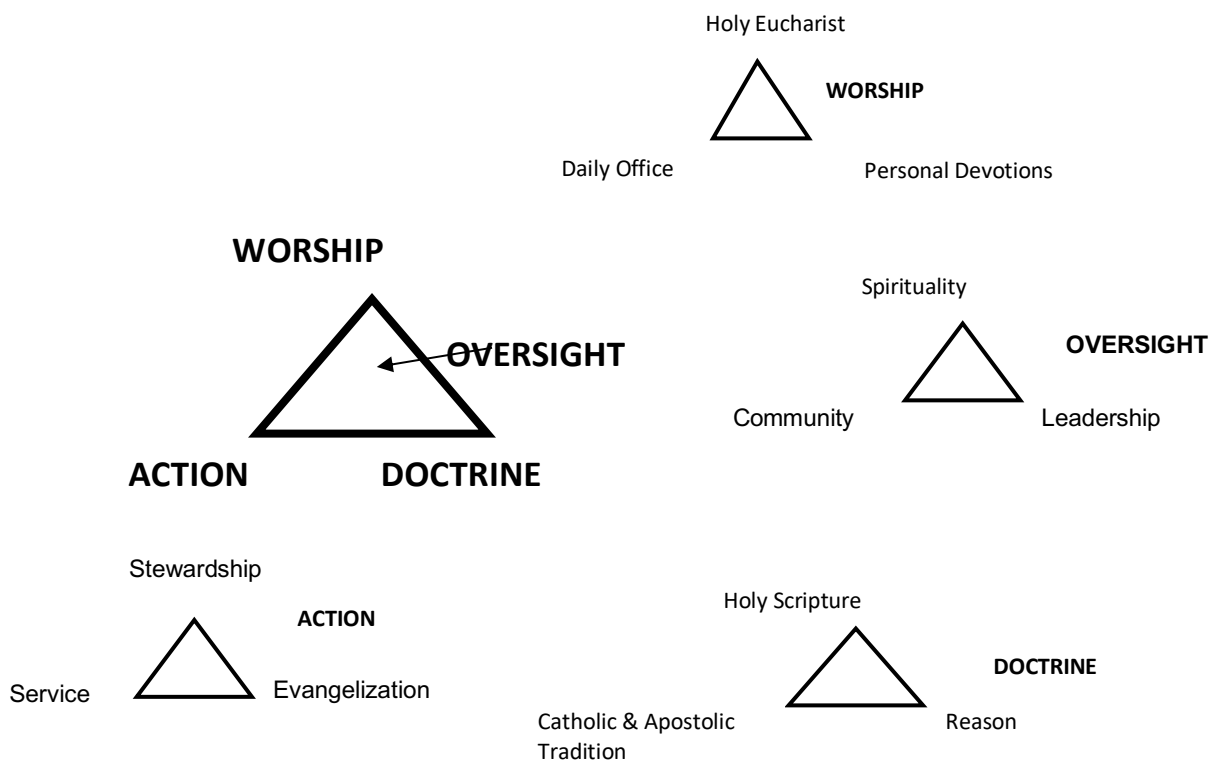 Holy Eucharist
WORSHIP
Daily Office
Personal Devotions
WORSHIP
OVERSIGHT
ACTION
DOCTRINE
Spirituality
OVERSIGHT
Community
Leadership
Stewardship
ACTION
Service
Evangelization
Holy Scripture
DOCTRINE
Catholic & Apostolic
Tradition
Reason